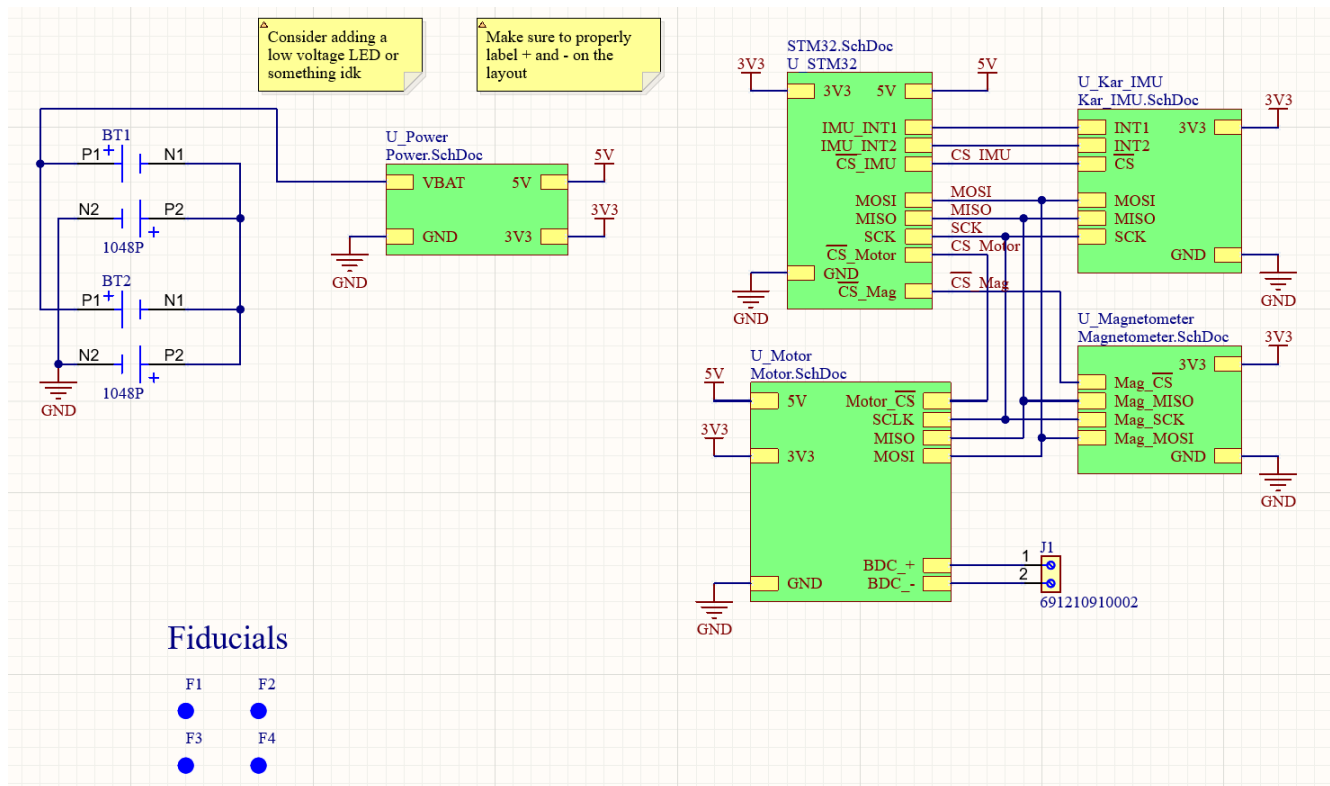 Consider adding a
low voltage LED or
something idk
Make sure to properly
label + and - on the
layout
BT1
P1 + N1
N2 P2
+
1048P
BT2
P1 + N1
N2 P2
+
1048P
GND
U_Power
Power.SchDoc
VBAT 5V
GND 3V3
5V
3V3
GND
STM32.SchDoc
U_STM32
3V3
5V
3V3 5V
IMU_INT1
IMU_INT2
CS_IMU
MOSI
MISO
SCK
CS_Motor
GND
CS_Mag
GND
CS_IMU
MOSI
MISO
SCK
CS_Motor
CS_Mag
U_Kar_IMU
Kar_IMU.SchDoc
3V3
INT1 3V3
INT2
CS
MOSI
MISO
SCK
GND
GND
U_Magnetometer
Magnetometer.SchDoc
3V3
3V3
Mag_CS
Mag_MISO
Mag_SCK
Mag_MOSI
GND
GND
U_Motor
Motor.SchDoc
5V
3V3
5V Motor_CS
SCLK
MISO
3V3 MOSI
BDC_+
GND BDC_-
GND
J1
1
2
691210910002
Fiducials
F1 F2
F3 F4